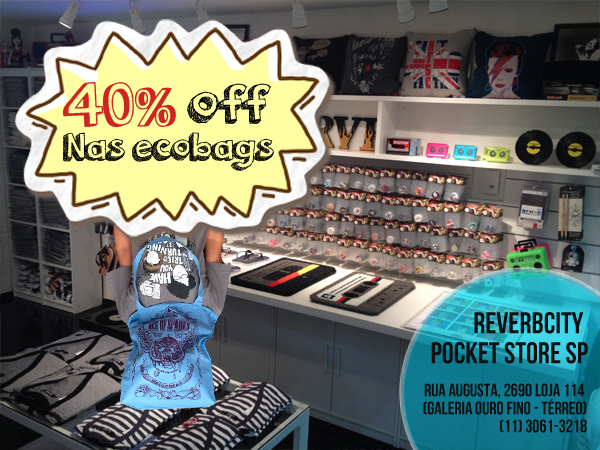 40% off
Nas ecobags
REVERBCITY
POCKET STORE SP
RUA AUGUSTA, 2690 LOJA 114
(GALERIA OURO FINO - TÉRREO)
(11) 3061-3218